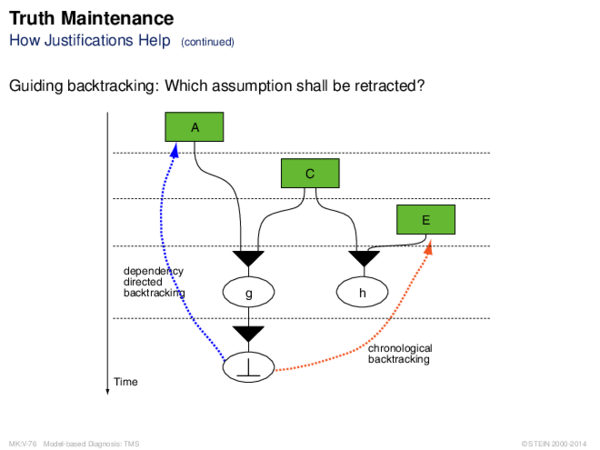 Truth Maintenance
How Justifications Help (continued)
Guiding backtracking: Which assumption shall be retracted?
A
C
E
dependency
directed
backtracking
g
h
chronological
backtracking
⊥
Time
MK:V-76 Model-based Diagnosis: TMS
© STEIN 2000-2014